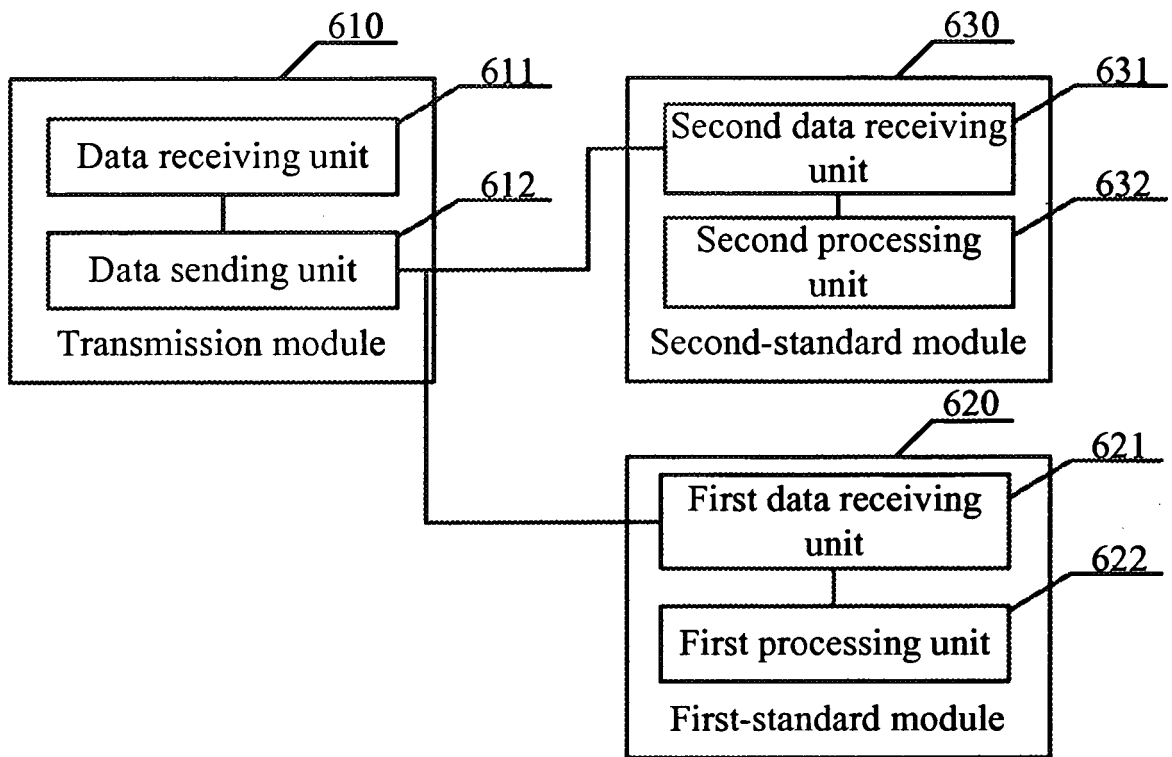 610
611
Data receiving unit
612
Data sending unit
Transmission module
630
631
Second data receiving
unit
632
Second processing
unit
Second-standard module
620
621
First data receiving
unit
622
First processing unit
First-standard module